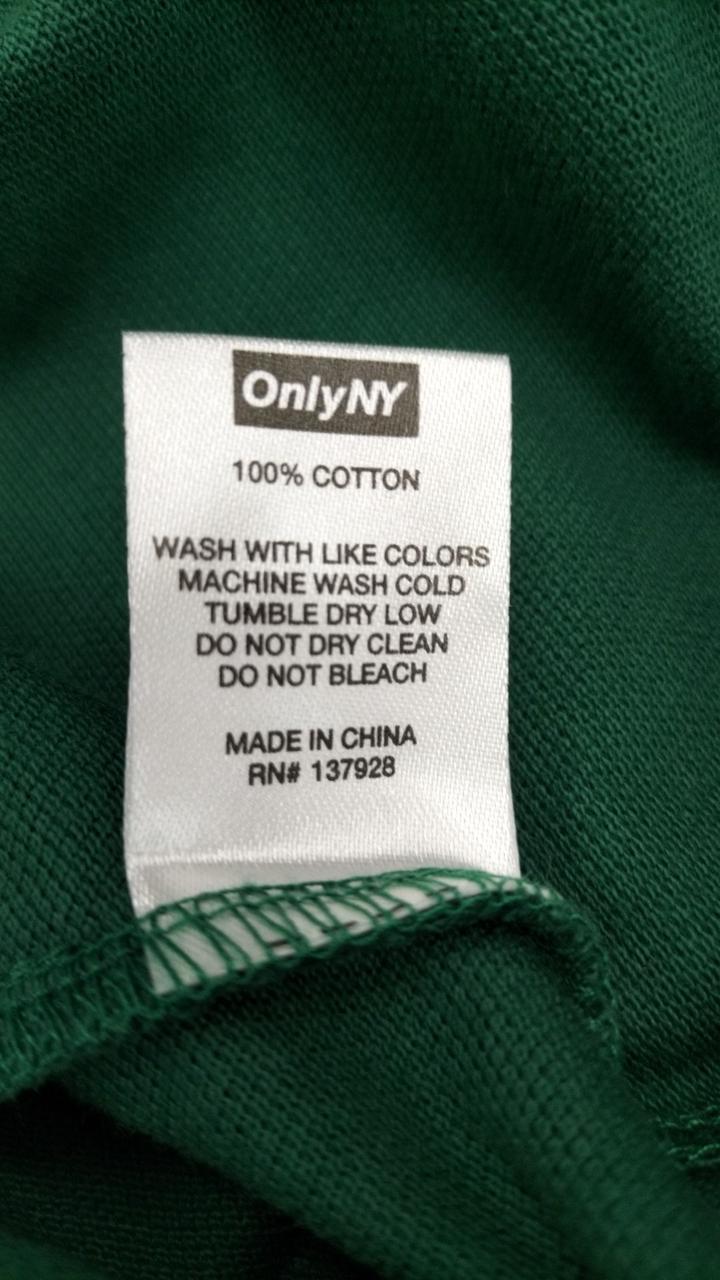 OnlyNY
100% COTTON
WASH WITH LIKE COLORS
MACHINE WASH COLD
TUMBLE DRY LOW
DO NOT DRY CLEAN
DO NOT BLEACH
MADE IN CHINA
RN# 137928